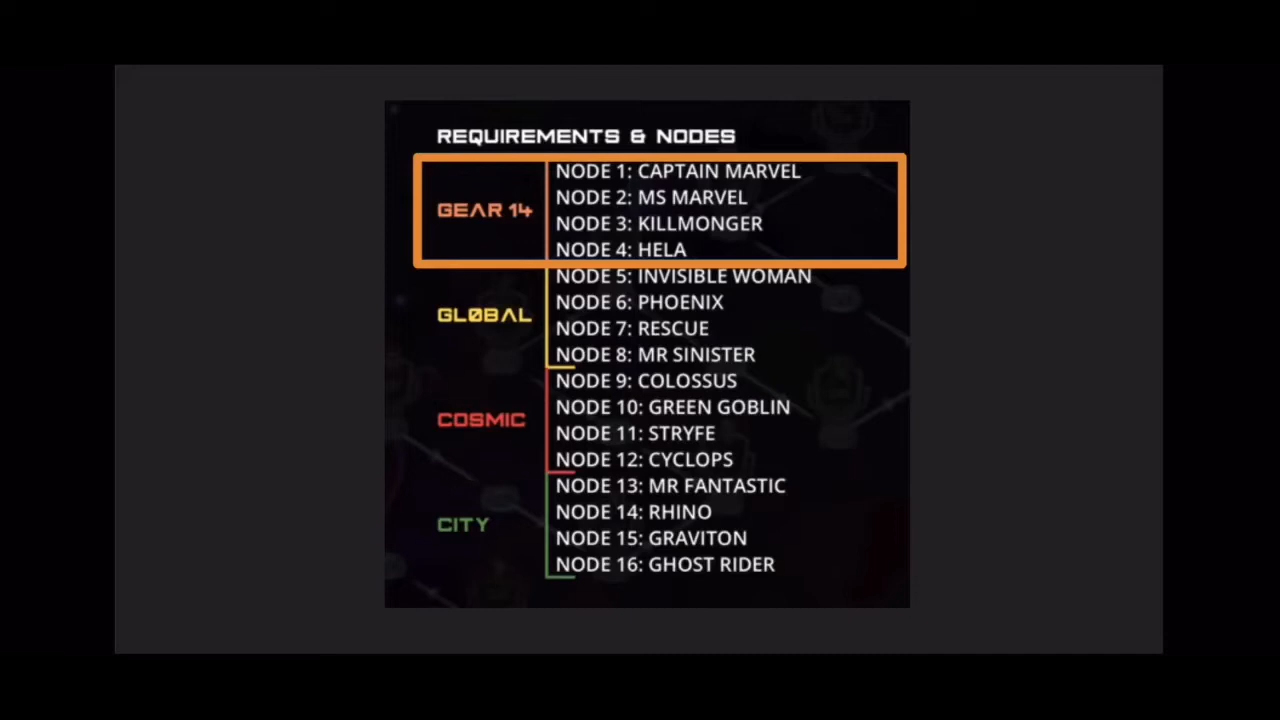 REQUIREMENTS & NODES
GEAR 14
NODE 1: CAPTAIN MARVEL
NODE 2: MS MARVEL
NODE 3: KILLMONGER
NODE 4: HELA
GLOBAL
NODE 5: INVISIBLE WOMAN
NODE 6: PHOENIX
NODE 7: RESCUE
NODE 8: MR SINISTER
COSMIC
NODE 9: COLOSSUS
NODE 10: GREEN GOBLIN
NODE 11: STRYFE
NODE 12: CYCLOPS
CITY
NODE 13: MR FANTASTIC
NODE 14: RHINO
NODE 15: GRAVITON
NODE 16: GHOST RIDER